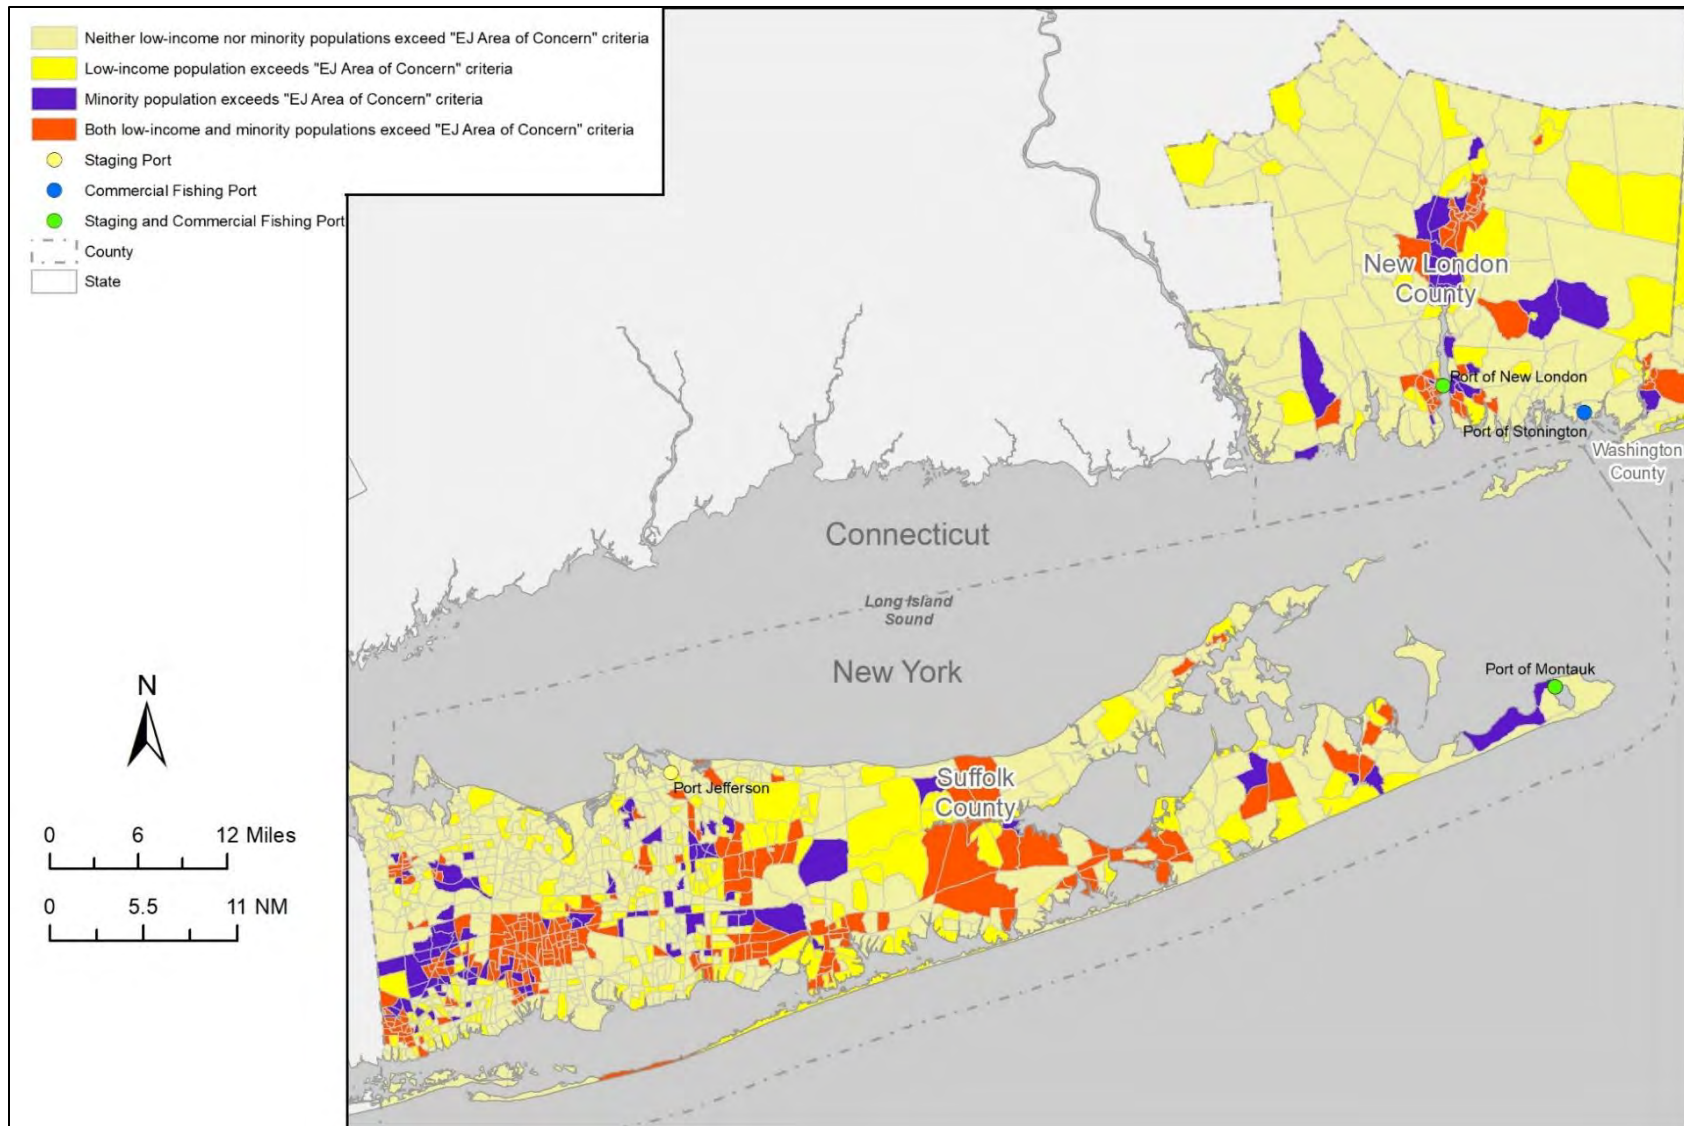 Neither low-income nor minority populations exceed "EJ Area of Concern" criteria
Low-income population exceeds "EJ Area of Concern" criteria
Minority population exceeds "EJ Area of Concern" criteria
Both low-income and minority populations exceed "EJ Area of Concern" criteria
Staging Port
Commercial Fishing Port
Staging and Commercial Fishing Port
County
State
New London
County
Port of New London
Port of Stonington
Washington
County
Connecticut
Long Island
Sound
New York
Port of Montauk
Suffolk
County
Port Jefferson
N
0 6 12 Miles
0 5.5 11 NM